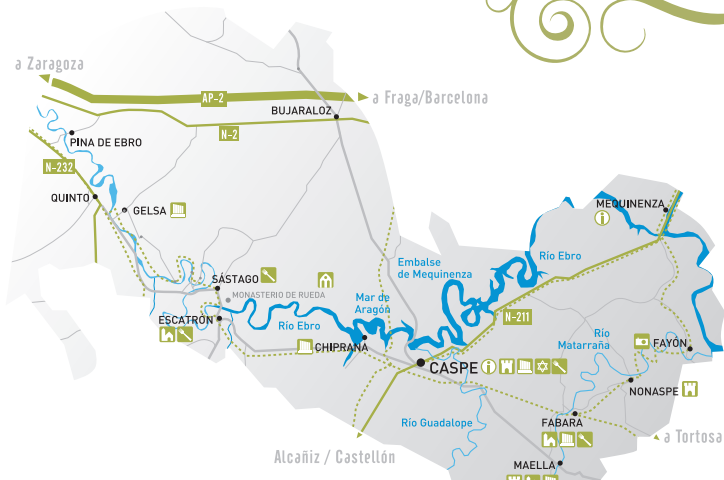 a Zaragoza
AP-2
a Fraga/Barcelona
BUJARALOZ
N-2
PINA DE EBRO
N-232
QUINTO
GELSA
MEQUINENZA
i
Embalse
de Mequinenza
Río Ebro
SÁSTAGO
MONASTERIO DE RUEDA
Mar de
Aragón
ESCATRÓN
Río Ebro
N-211
CHIPRANA
Río
Matarraña
FAYÓN
CASPE
i
NONASPE
Río Guadalope
FABARA
a Tortosa
Alcañiz / Castellón
MAELLA